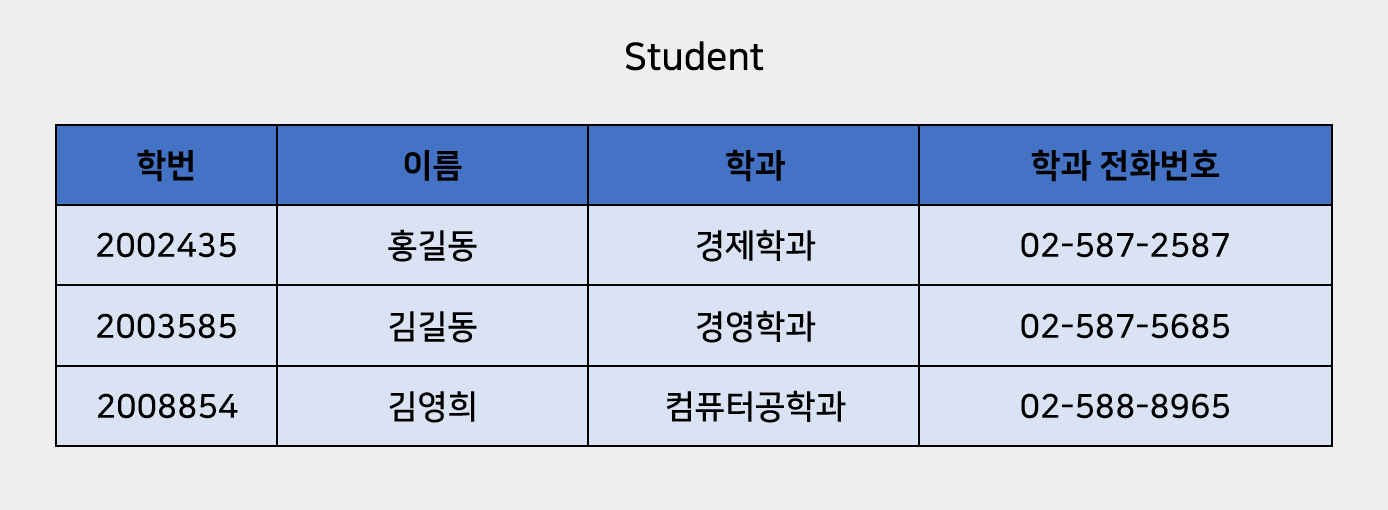 Student
학번 이름 학과 학과 전화번호
2002435 홍길동 경제학과 02-587-2587
2003585 김길동 경영학과 02-587-5685
2008854 김영희 컴퓨터공학과 02-588-8965